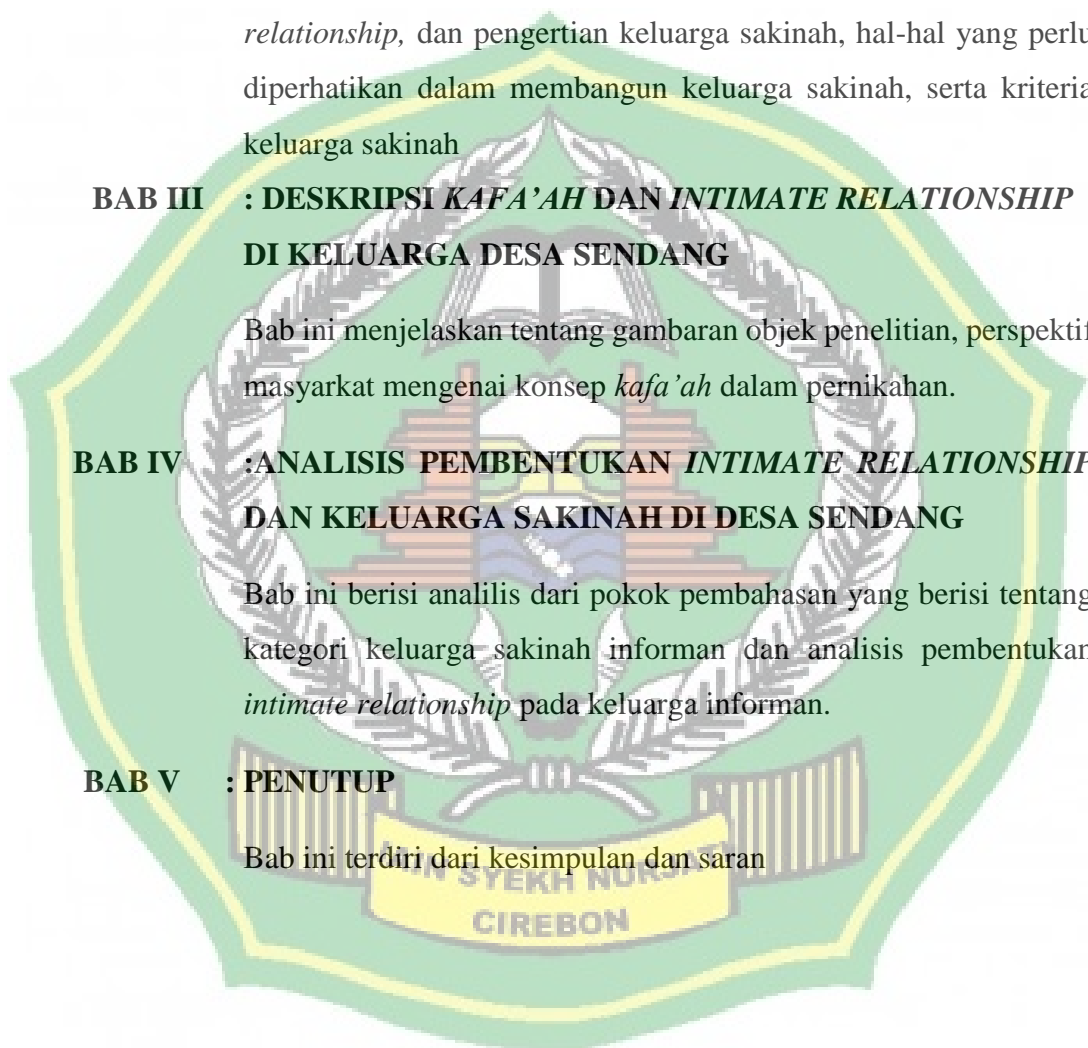 relationship, dan pengertian keluarga sakinah, hal-hal yang perlu
diperhatikan dalam membangun keluarga sakinah, serta kriteria
keluarga sakinah
BAB III : DESKRIPSI KAFA’AH DAN INTIMATE RELATIONSHIP
DI KELUARGA DESA SENDANG
Bab ini menjelaskan tentang gambaran objek penelitian, perspektif
masyarkat mengenai konsep kafa’ah dalam pernikahan.
BAB IV :ANALISIS PEMBENTUKAN INTIMATE RELATIONSHIP
DAN KELUARGA SAKINAH DI DESA SENDANG
Bab ini berisi analilis dari pokok pembahasan yang berisi tentang
kategori keluarga sakinah informan dan analisis pembentukan
intimate relationship pada keluarga informan.
BAB V : PENUTUP
Bab ini terdiri dari kesimpulan dan saran
IAIN SYEKH NURJATI
CIREBON